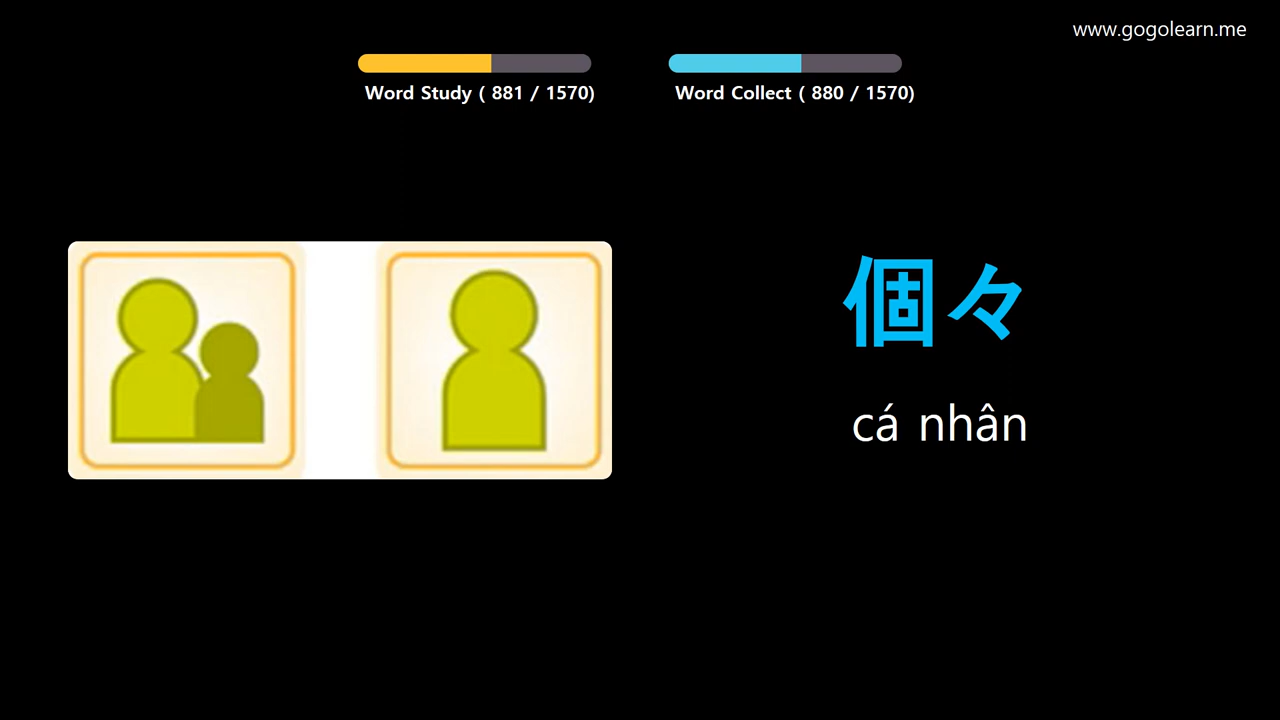 www.gogolearn.me
Word Study ( 881 / 1570)
Word Collect ( 880 / 1570)
個々
cá nhân